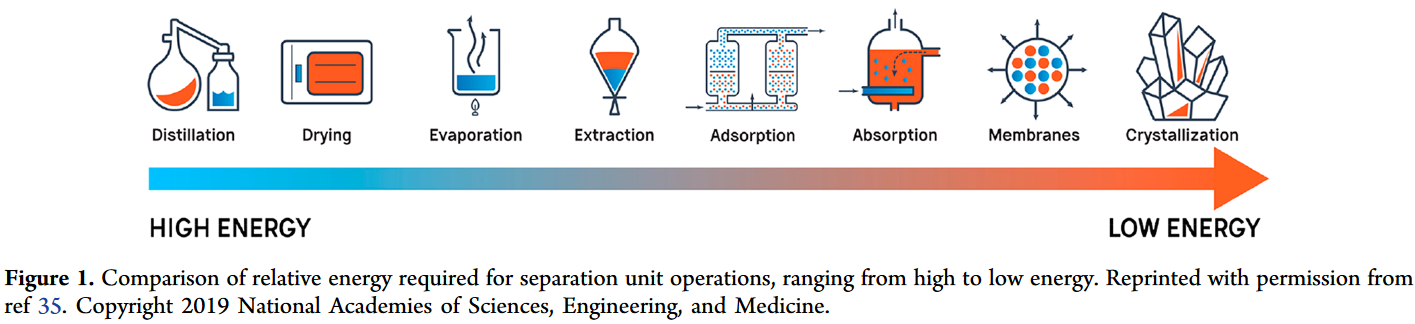 Distillation Drying Evaporation Extraction Adsorption Absorption Membranes Crystallization
HIGH ENERGY LOW ENERGY
Figure 1. Comparison of relative energy required for separation unit operations, ranging from high to low energy. Reprinted with permission from
ref 35. Copyright 2019 National Academies of Sciences, Engineering, and Medicine.